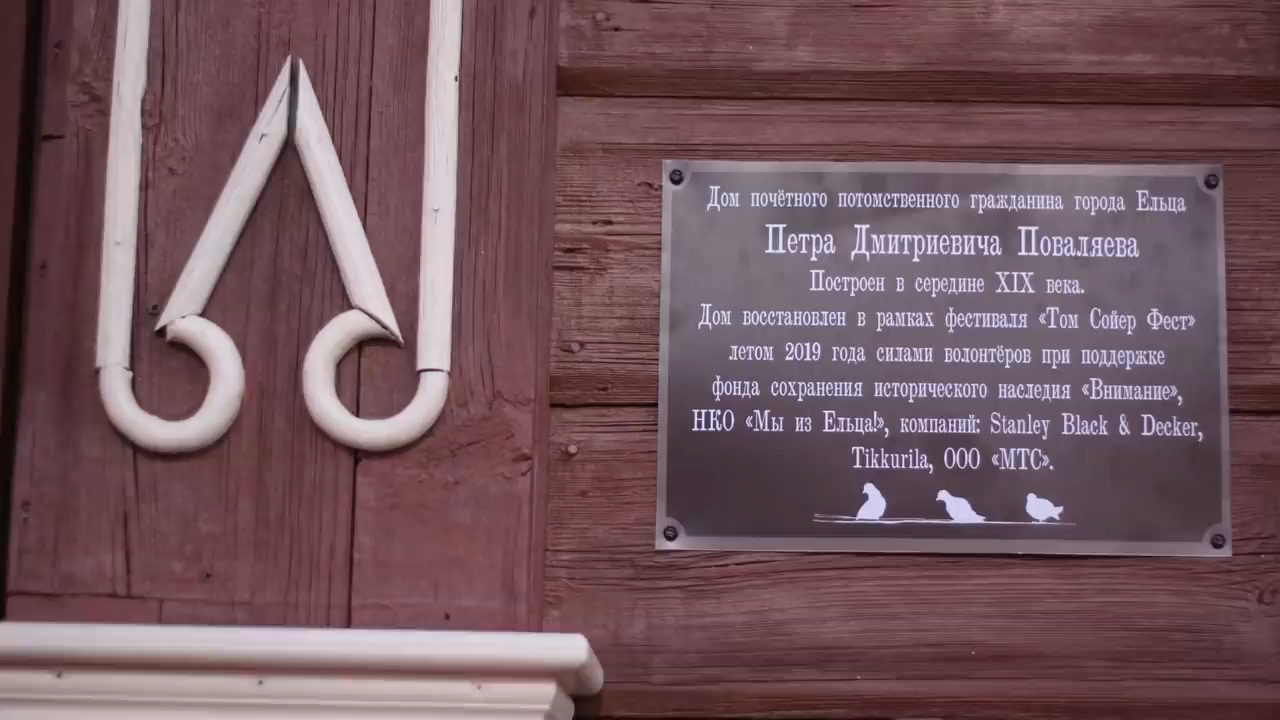 Дом почётного потомственного гражданина города Ельца
Петра Дмитриевича Поваляева
Построен в середине XIX века.
Дом восстановлен в рамках фестиваля «Том Сойер Фест»
летом 2019 года силами волонтёров при поддержке
фонда сохранения исторического наследия «Внимание»,
НКО «Мы из Ельца!», компаний: Stanley Black & Decker,
Tikkurila, ООО «МТС».